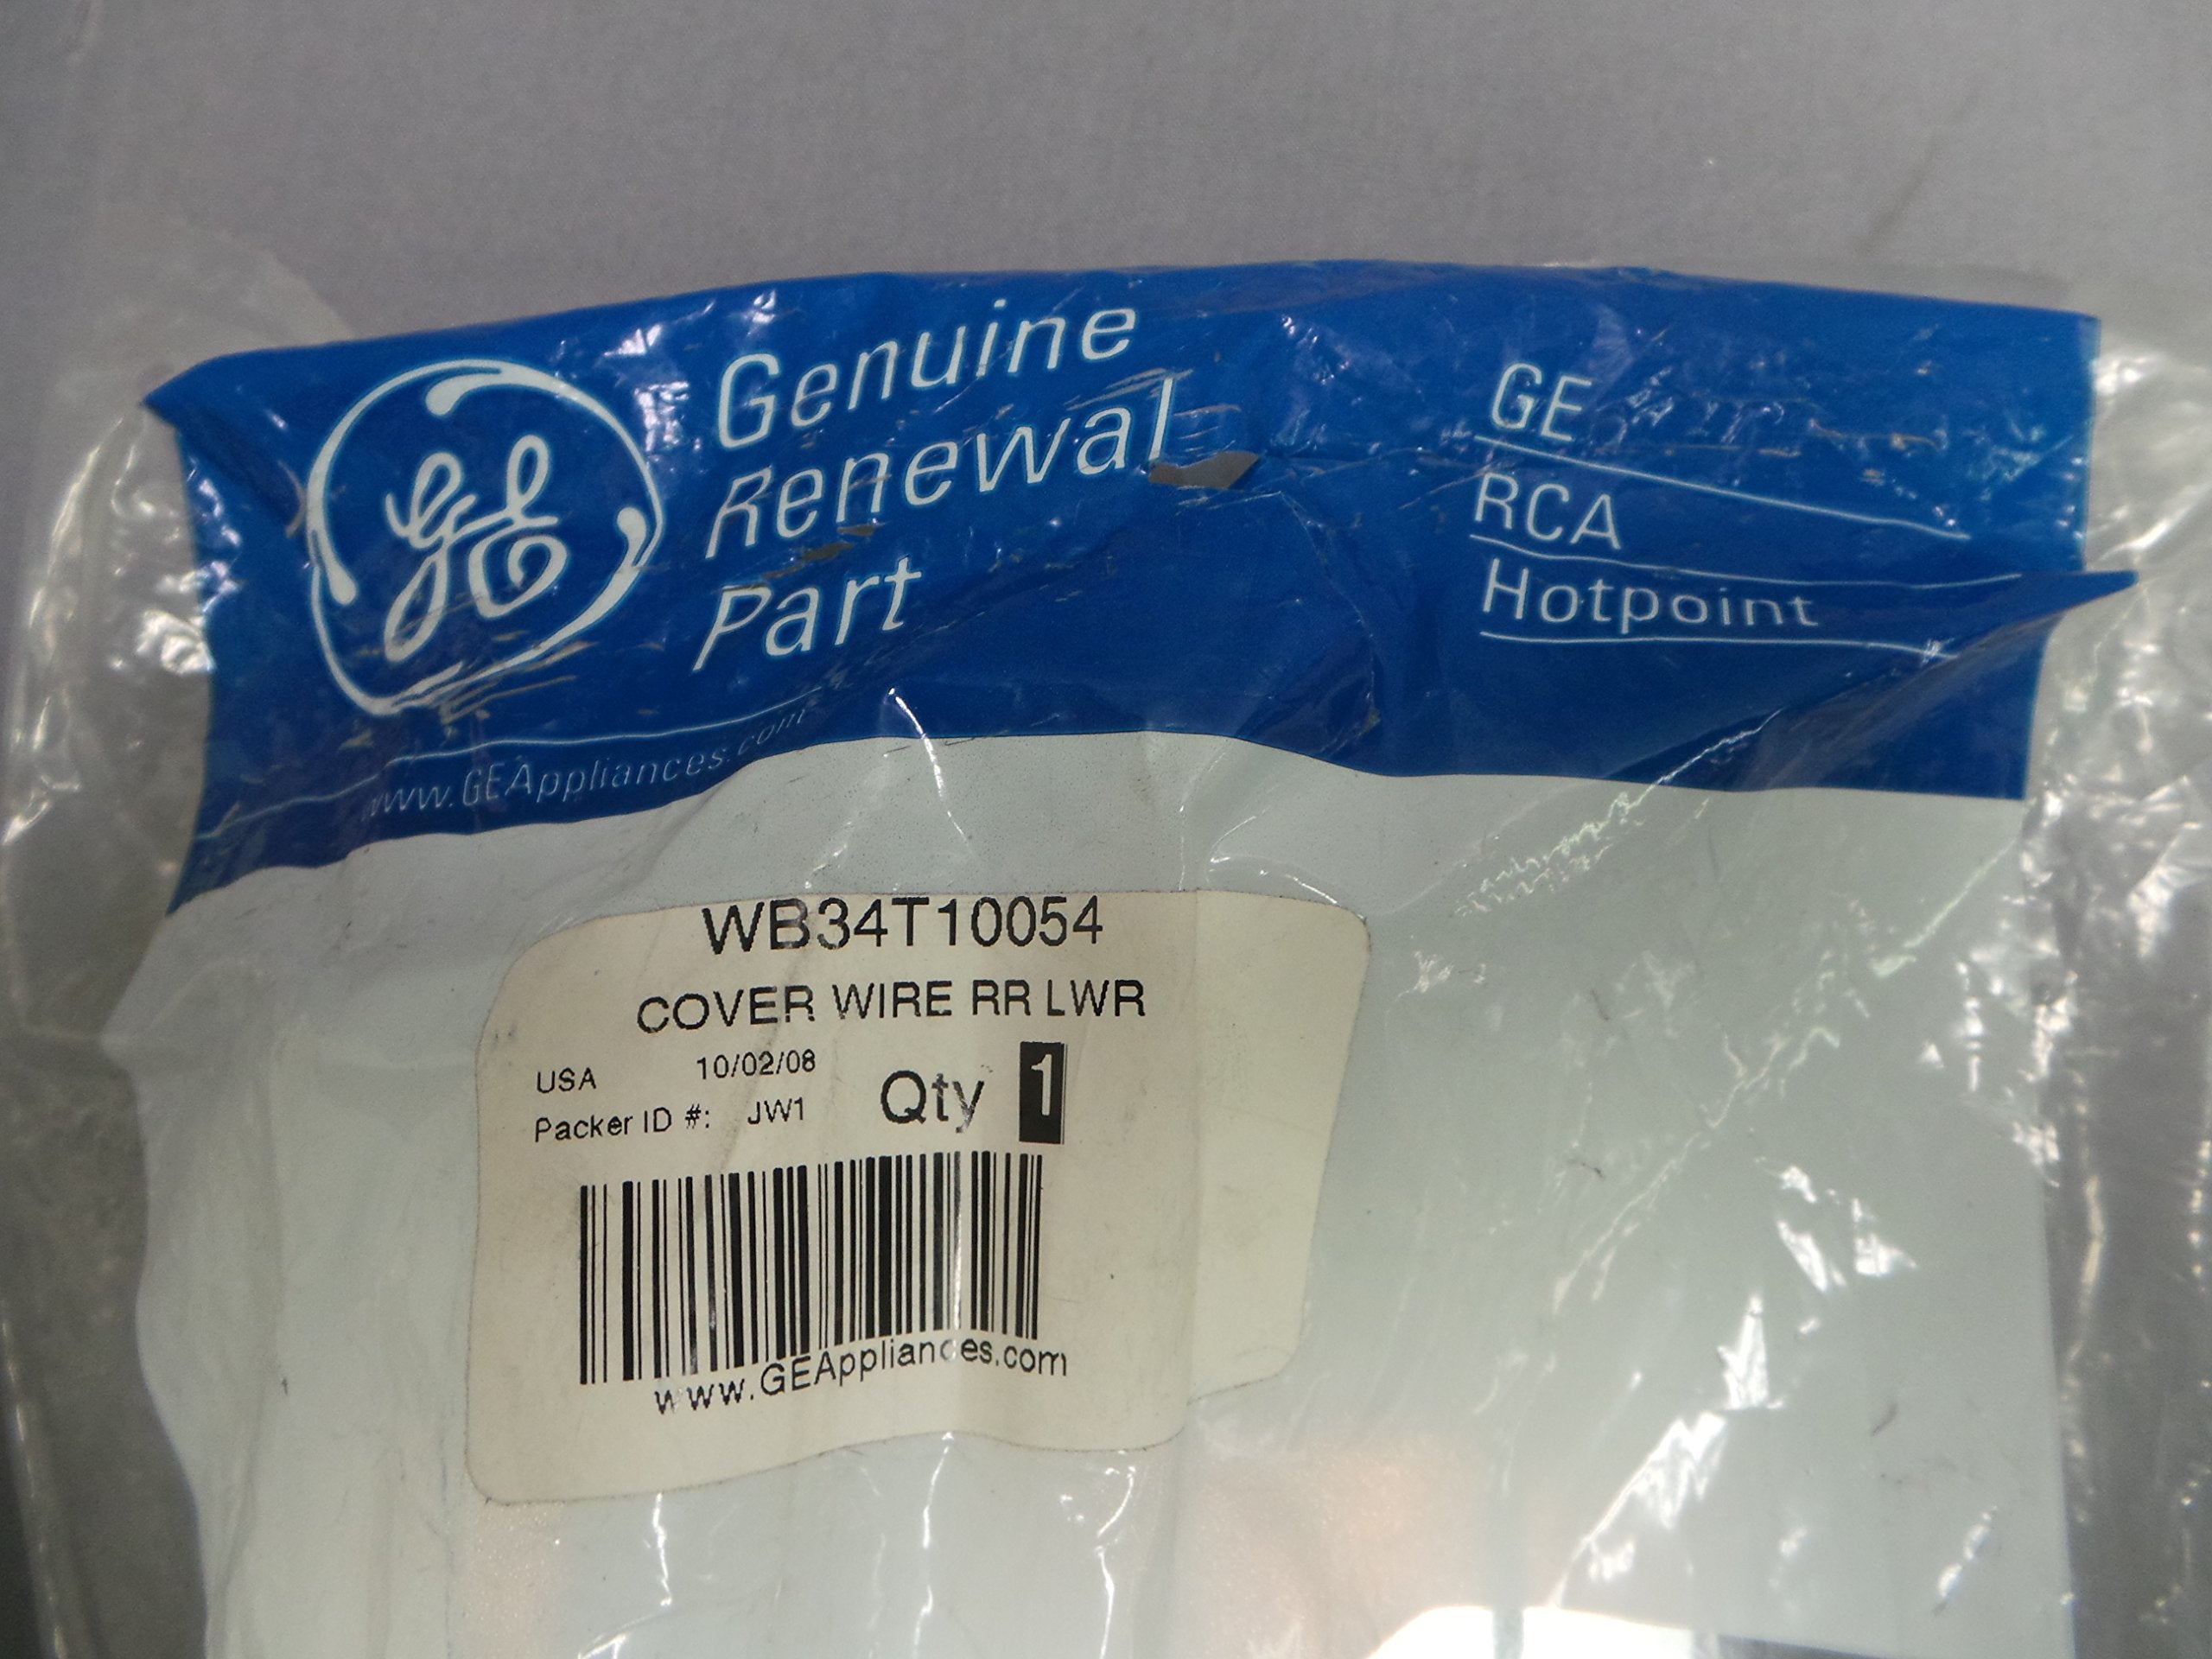 GE
Genuine
Renewal
Part
www.GEAppliances.com
GE
RCA
Hotpoint
WB34T10054
COVER WIRE RR LWR
USA 10/02/08
Packer ID #: JW1 Qty 1
www.GEAppliances.com